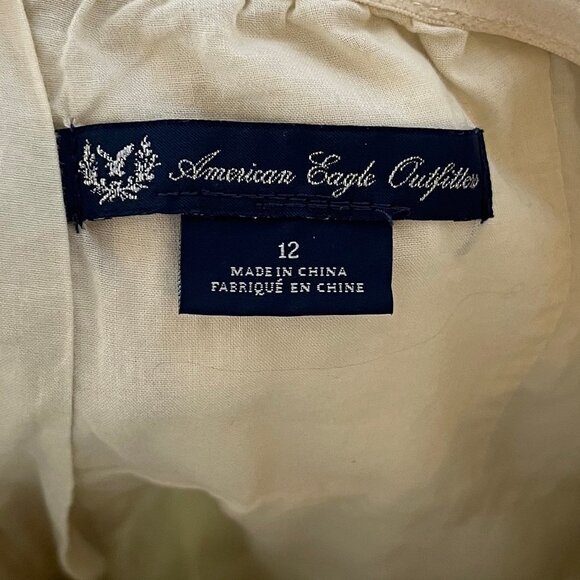 American Eagle Outfitters
12
MADE IN CHINA
FABRIQUÉ EN CHINE